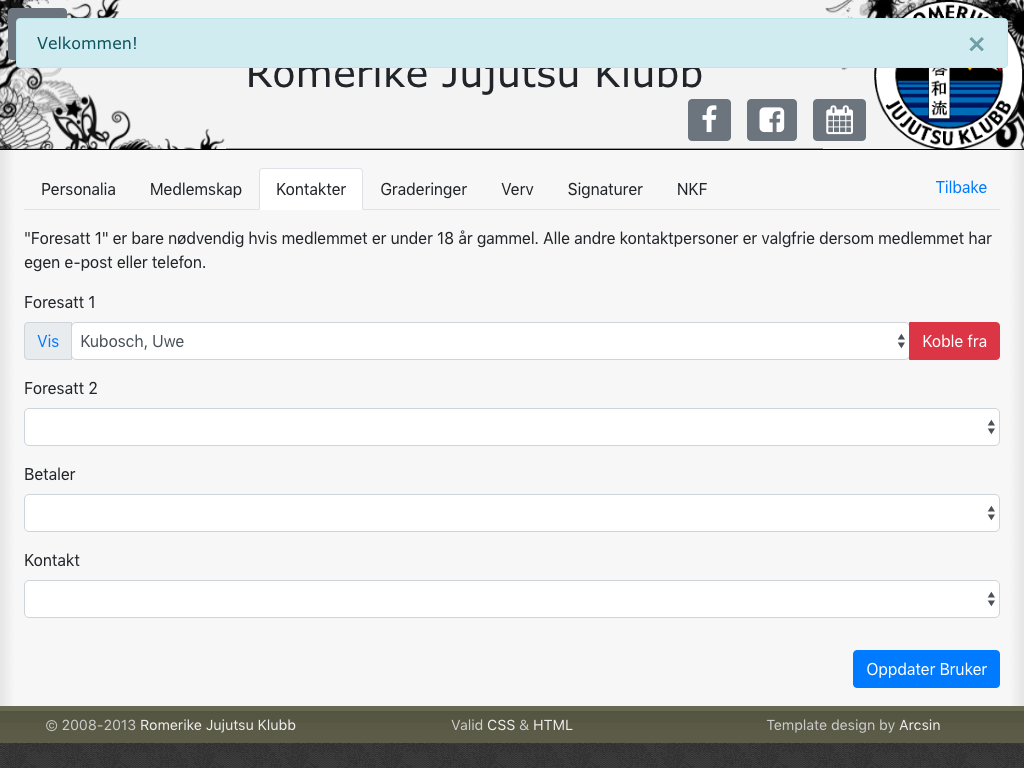 Velkommen!
×
Romerike Jujutsu Klubb
ROMERIKE
和
流
JUJUTSU KLUBB
Personalia
Medlemskap
Kontakter
Graderinger
Verv
Signaturer
NKF
Tilbake
"Foresatt 1" er bare nødvendig hvis medlemmet er under 18 år gammel. Alle andre kontaktpersoner er valgfrie dersom medlemmet har
egen e-post eller telefon.
Foresatt 1
Vis
Kubosch, Uwe
Koble fra
Foresatt 2
Betaler
Kontakt
Oppdater Bruker
© 2008-2013 Romerike Jujutsu Klubb
Valid CSS & HTML
Template design by Arcsin